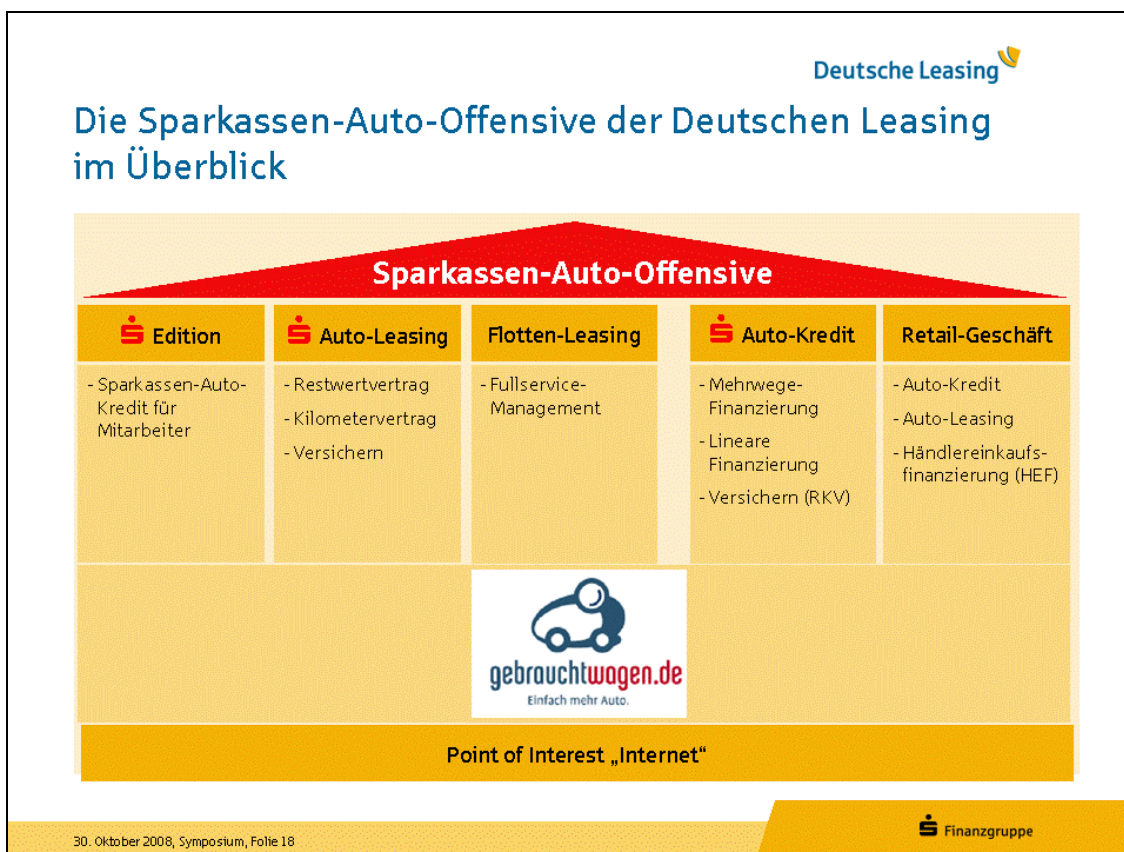 Deutsche Leasing
Die Sparkassen-Auto-Offensive der Deutschen Leasing
im Überblick
Sparkassen-Auto-Offensive
Edition
- Sparkassen-Auto-
Kredit für
Mitarbeiter
Auto-Leasing
- Restwertvertrag
- Kilometervertrag
- Versichern
Flotten-Leasing
- Fullservice-
Management
Auto-Kredit
- Mehrwege-
Finanzierung
- Lineare
Finanzierung
- Versichern (RKV)
Retail-Geschäft
- Auto-Kredit
- Auto-Leasing
- Händlereinkaufs-
finanzierung (HEF)
gebrauchtwagen.de
Einfach mehr Auto.
Point of Interest „Internet“
30. Oktober 2008, Symposium, Folie 18
Finanzgruppe